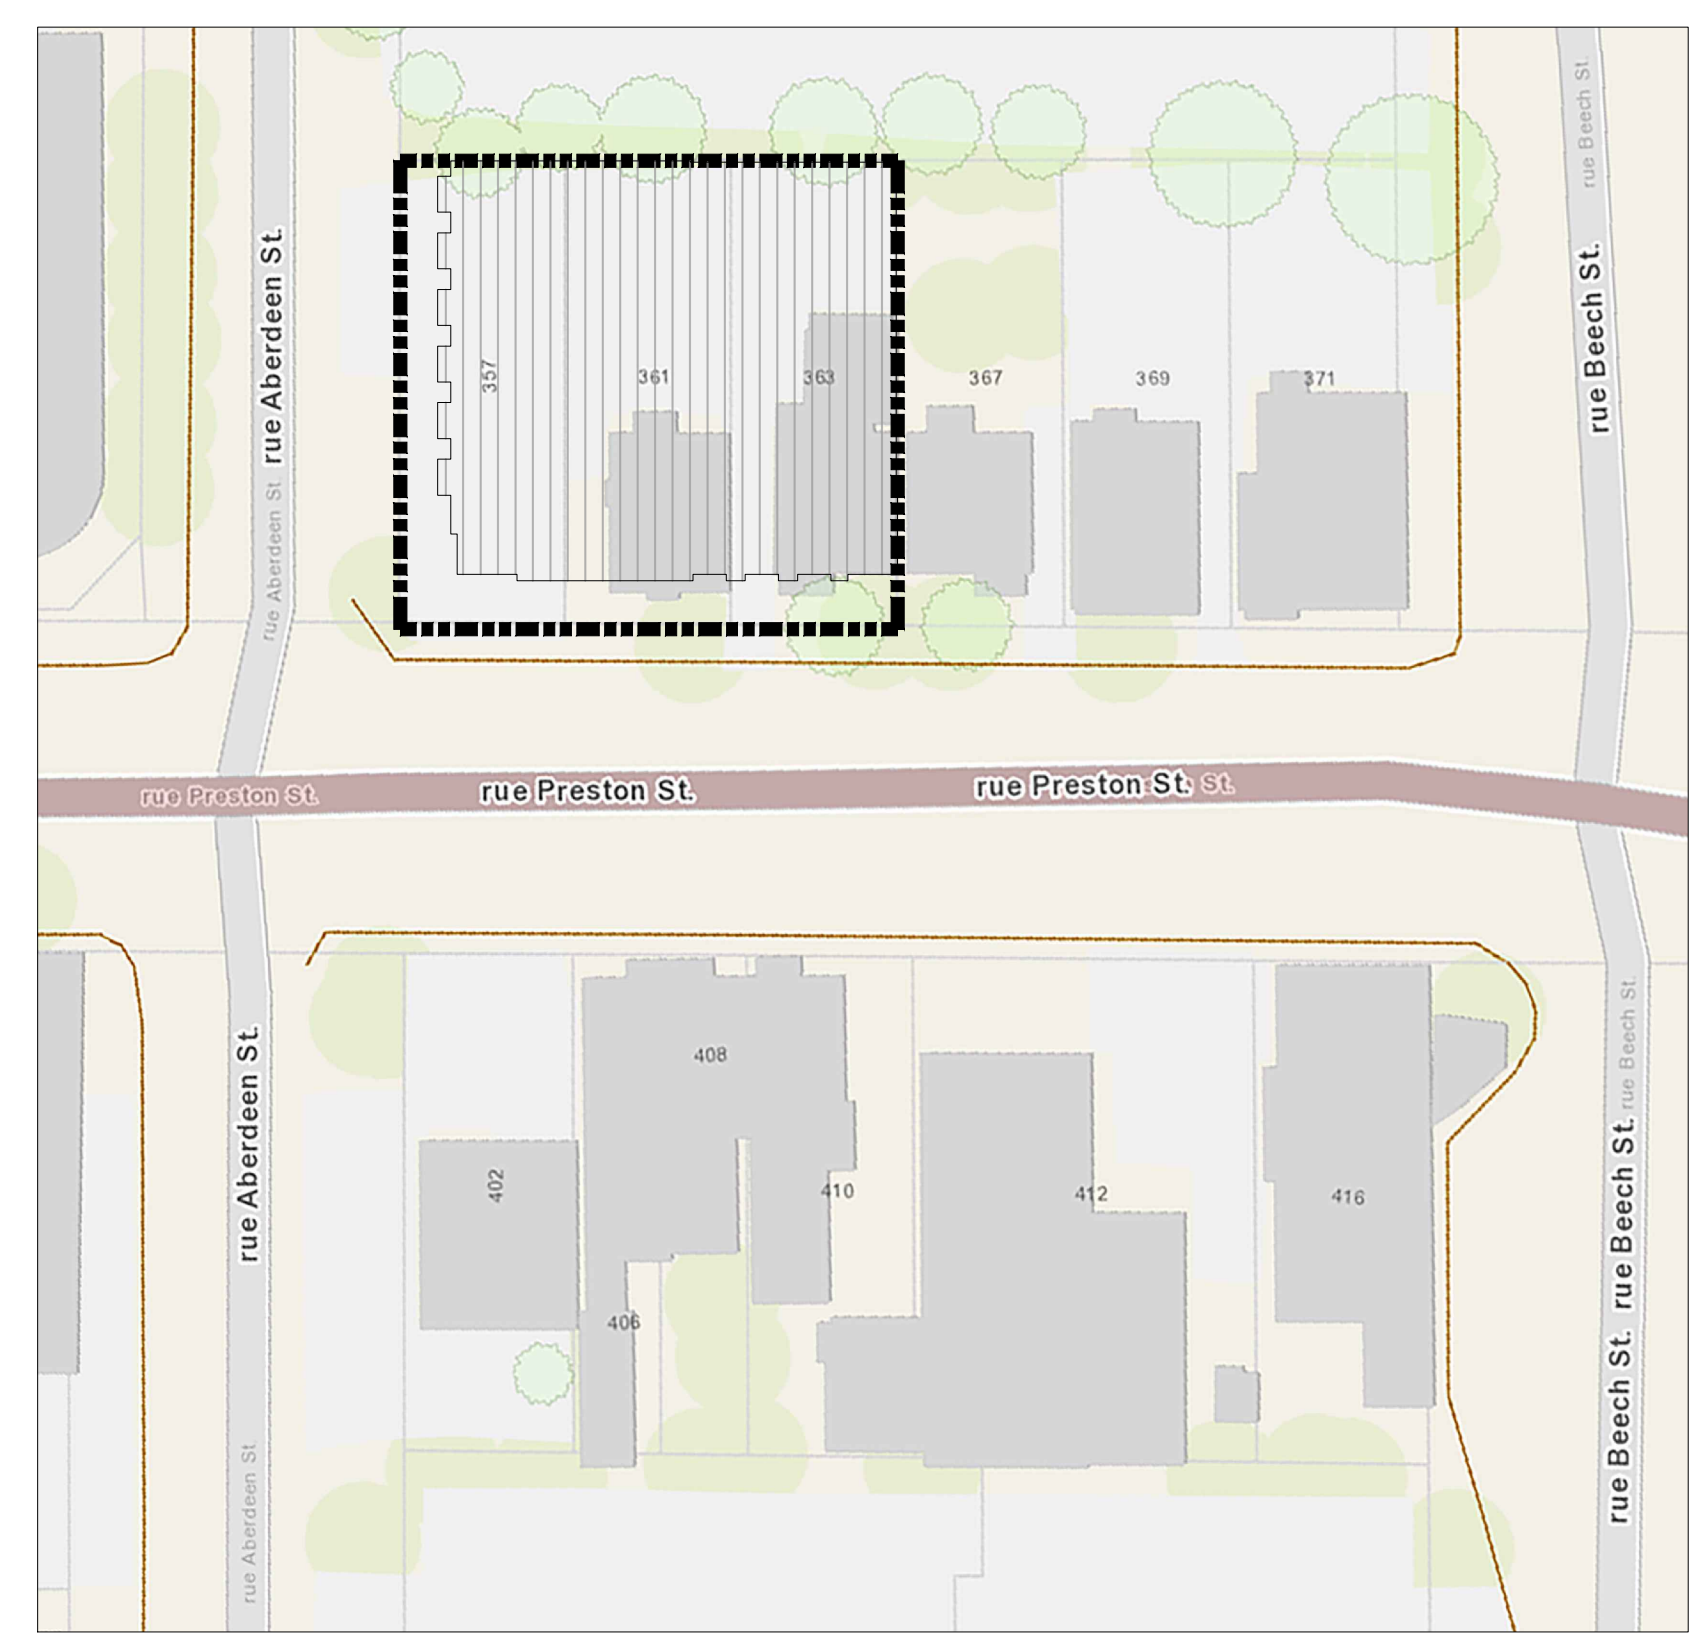 rue Beech St.
rue Aberdeen St.
rue Beech St.
357
361
363
367
369
371
rue Aberdeen St.
rue Preston St.
rue Preston St.
rue Preston St. St.
rue Beech St.
408
rue Aberdeen St.
402
410
412
416
rue Beech St.
406
rue Beech St.
rue Aberdeen St.